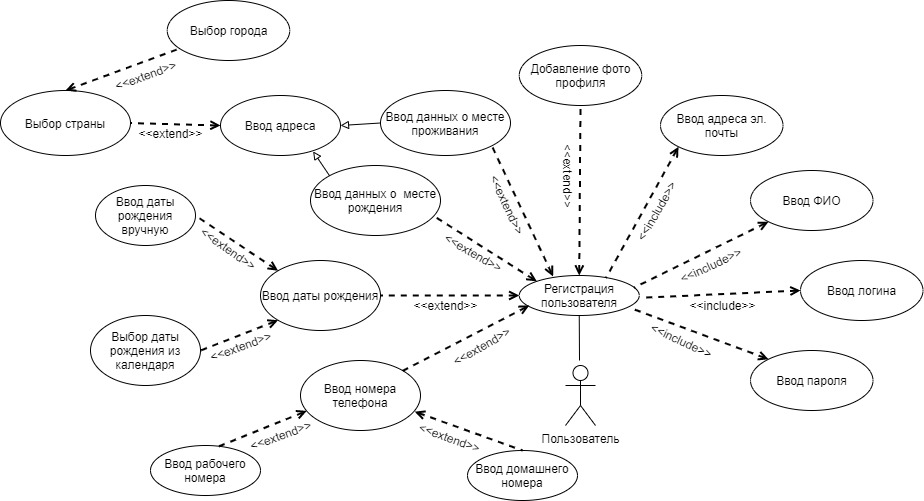 Выбор города
<<extend>>
Выбор страны
<<extend>>
Ввод адреса
Ввод данных о месте
проживания
Ввод данных о  месте
рождения
<<extend>>
<<extend>>
Добавление фото
профиля
<<extend>>
Ввод адреса эл.
почты
<<include>>
Ввод ФИО
<<include>>
Ввод логина
<<include>>
Ввод пароля
<<include>>
Регистрация
пользователя
Ввод даты
рождения
вручную
<<extend>>
Ввод даты рождения
<<extend>>
Выбор даты
рождения из
календаря
<<extend>>
Ввод номера
телефона
<<extend>>
Ввод рабочего
номера
<<extend>>
Ввод домашнего
номера
<<extend>>
Пользователь